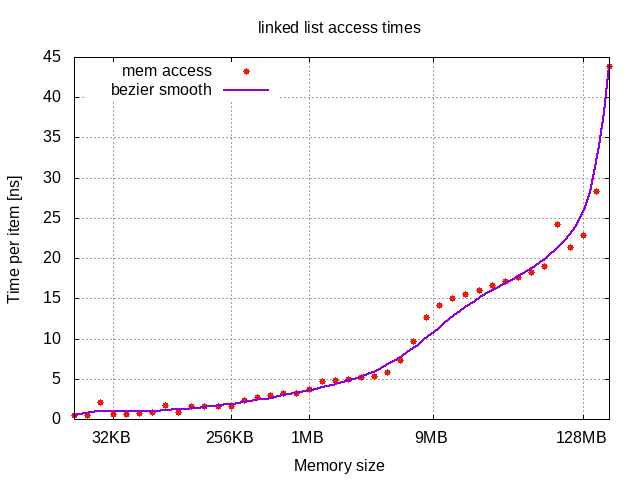 linked list access times
mem access
bezier smooth
45
40
35
30
25
20
15
10
5
0
Time per item [ns]
32KB 256KB 1MB 9MB 128MB
Memory size